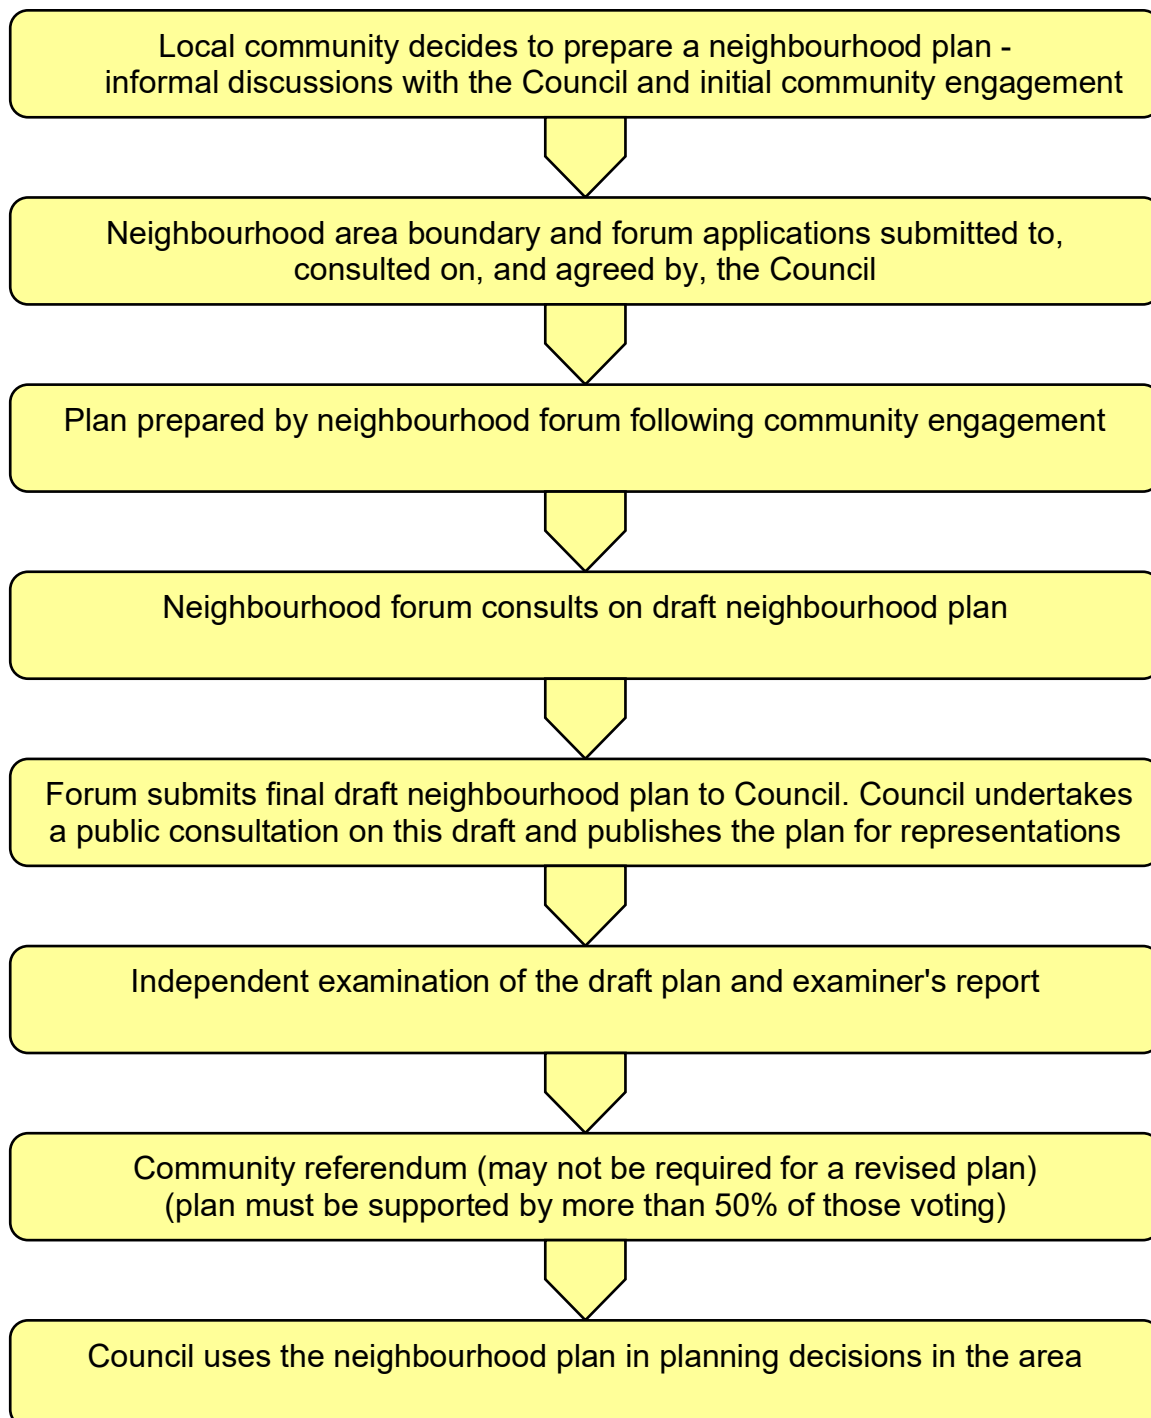 Local community decides to prepare a neighbourhood plan -
informal discussions with the Council and initial community engagement
Neighbourhood area boundary and forum applications submitted to,
consulted on, and agreed by, the Council
Plan prepared by neighbourhood forum following community engagement
Neighbourhood forum consults on draft neighbourhood plan
Forum submits final draft neighbourhood plan to Council. Council undertakes
a public consultation on this draft and publishes the plan for representations
Independent examination of the draft plan and examiner's report
Community referendum (may not be required for a revised plan)
(plan must be supported by more than 50% of those voting)
Council uses the neighbourhood plan in planning decisions in the area